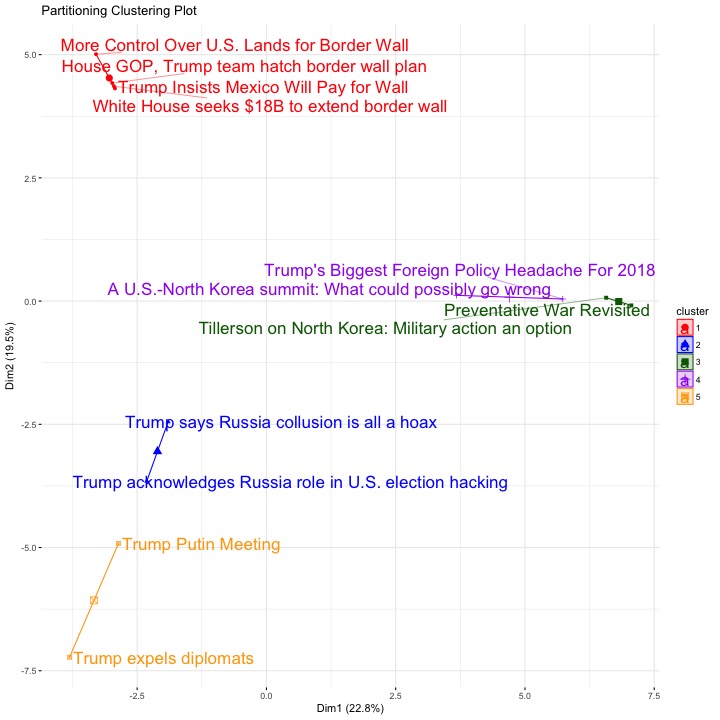 Partitioning Clustering Plot
More Control Over U.S. Lands for Border Wall
House GOP, Trump team hatch border wall plan
Trump Insists Mexico Will Pay for Wall
White House seeks $18B to extend border wall
Trump's Biggest Foreign Policy Headache For 2018
A U.S.-North Korea summit: What could possibly go wrong
Preventative War Revisited
Tillerson on North Korea: Military action an option
Trump says Russia collusion is all a hoax
Trump acknowledges Russia role in U.S. election hacking
Trump Putin Meeting
Trump expels diplomats
5.0
2.5
0.0
-2.5
-5.0
-7.5
Dim2 (19.5%)
-2.5
0.0
2.5
5.0
7.5
Dim1 (22.8%)
cluster
a 1
a 2
a 3
a 4
a 5